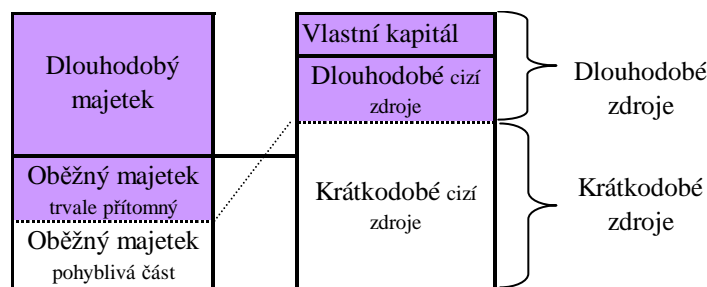 Dlouhodobý
majetek
Oběžný majetek
trvale přítomný
Oběžný majetek
pohyblivá část
Vlastní kapitál
Dlouhodobé cizí
zdroje
Krátkodobé cizí
zdroje
Dlouhodobé
zdroje
Krátkodobé
zdroje